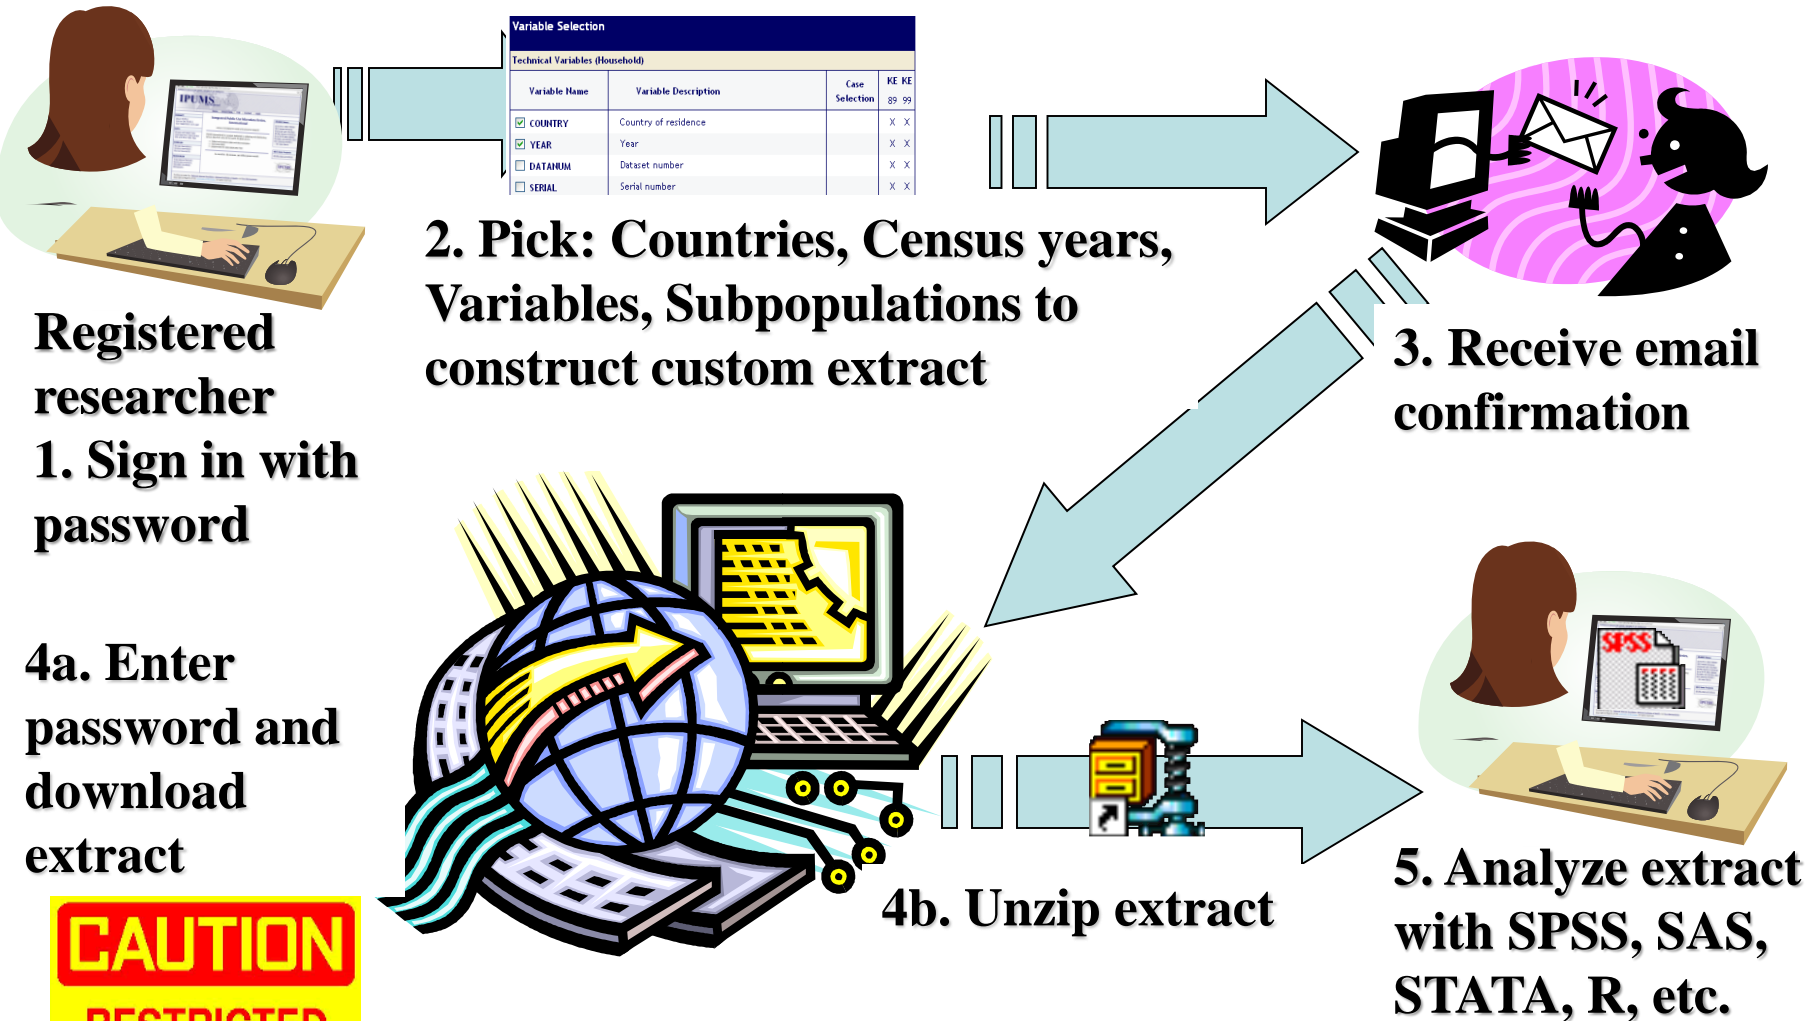 IPUMS
Variable Selection
Technical Variables (Household)
Variable Name Variable Description Case Selection KE KE
89 99
COUNTRY Country of residence X X
YEAR Year X X
DATANUM Dataset number X X
SERIAL Serial number X X
Registered
researcher
1. Sign in with
password
2. Pick: Countries, Census years,
Variables, Subpopulations to
construct custom extract
3. Receive email
confirmation
4a. Enter
password and
download
extract
CAUTION
RESTRICTED
4b. Unzip extract
SPSS
5. Analyze extract
with SPSS, SAS,
STATA, R, etc.